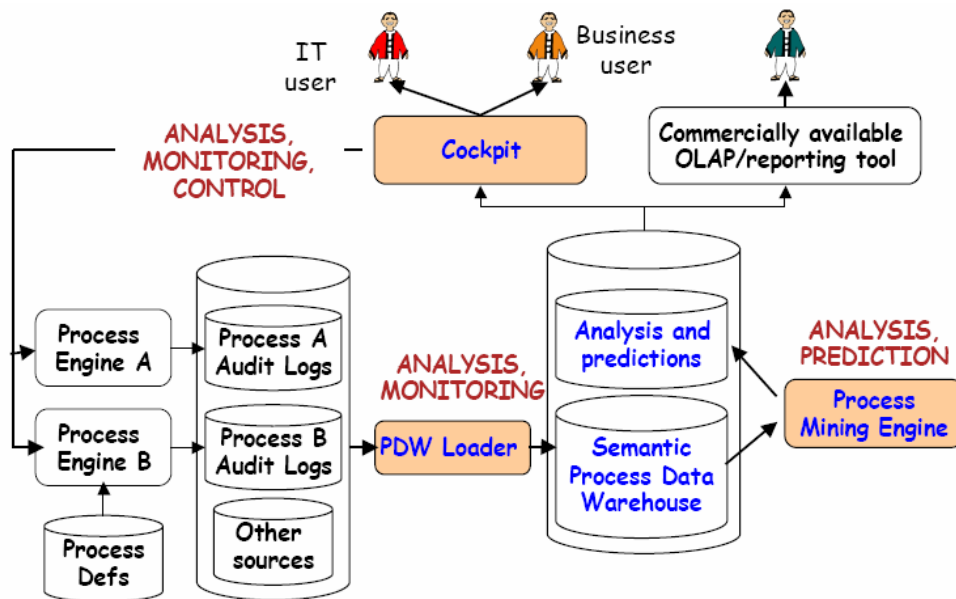 IT
user
Business
user
ANALYSIS,
MONITORING,
CONTROL
Cockpit
Commercially available
OLAP/reporting tool
Process
Engine A
Process A
Audit Logs
ANALYSIS,
MONITORING
Analysis and
predictions
ANALYSIS,
PREDICTION
Process
Engine B
Process B
Audit Logs
PDW Loader
Semantic
Process Data
Warehouse
Process
Mining Engine
Process
Defs
Other
sources